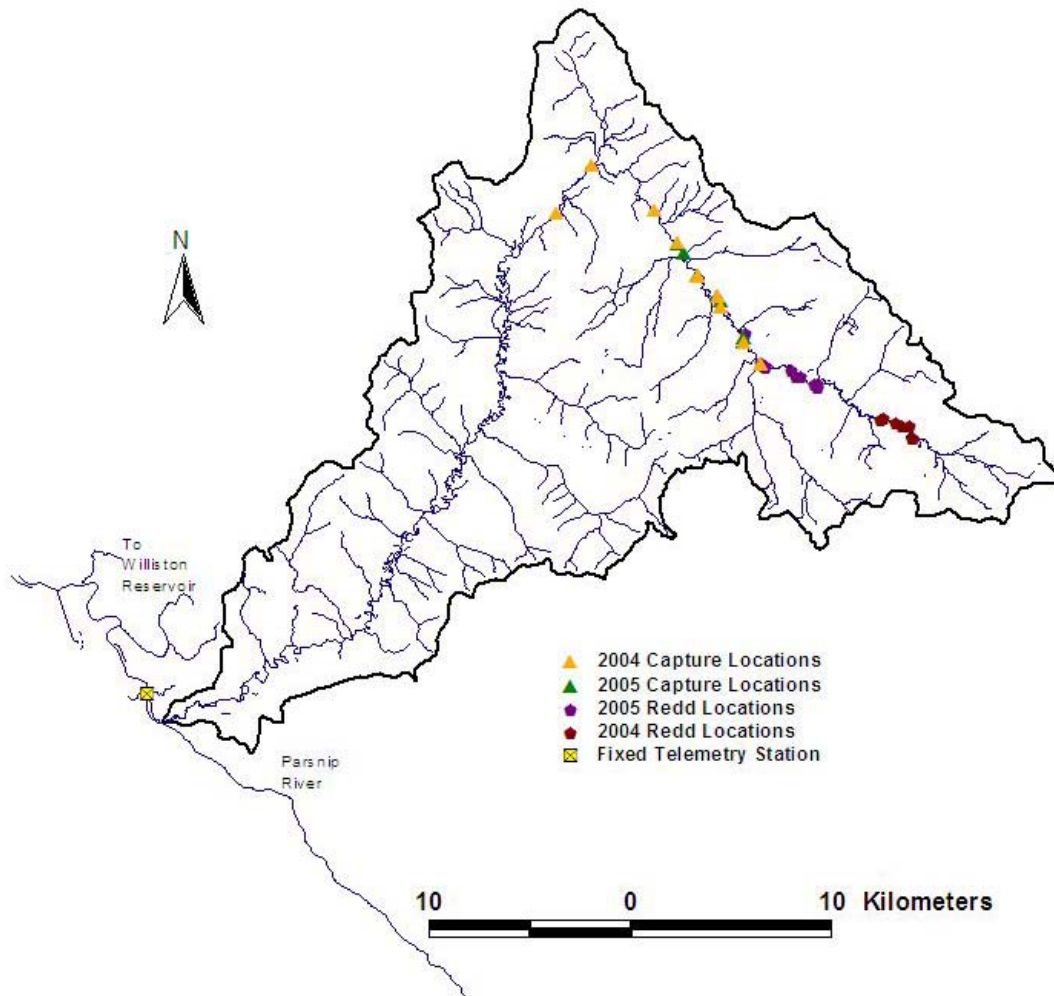 N
To
Williston
Reservoir
2004 Capture Locations
2005 Capture Locations
2005 Redd Locations
2004 Redd Locations
Fixed Telemetry Station
Parsnip
River
10 0 10 Kilometers